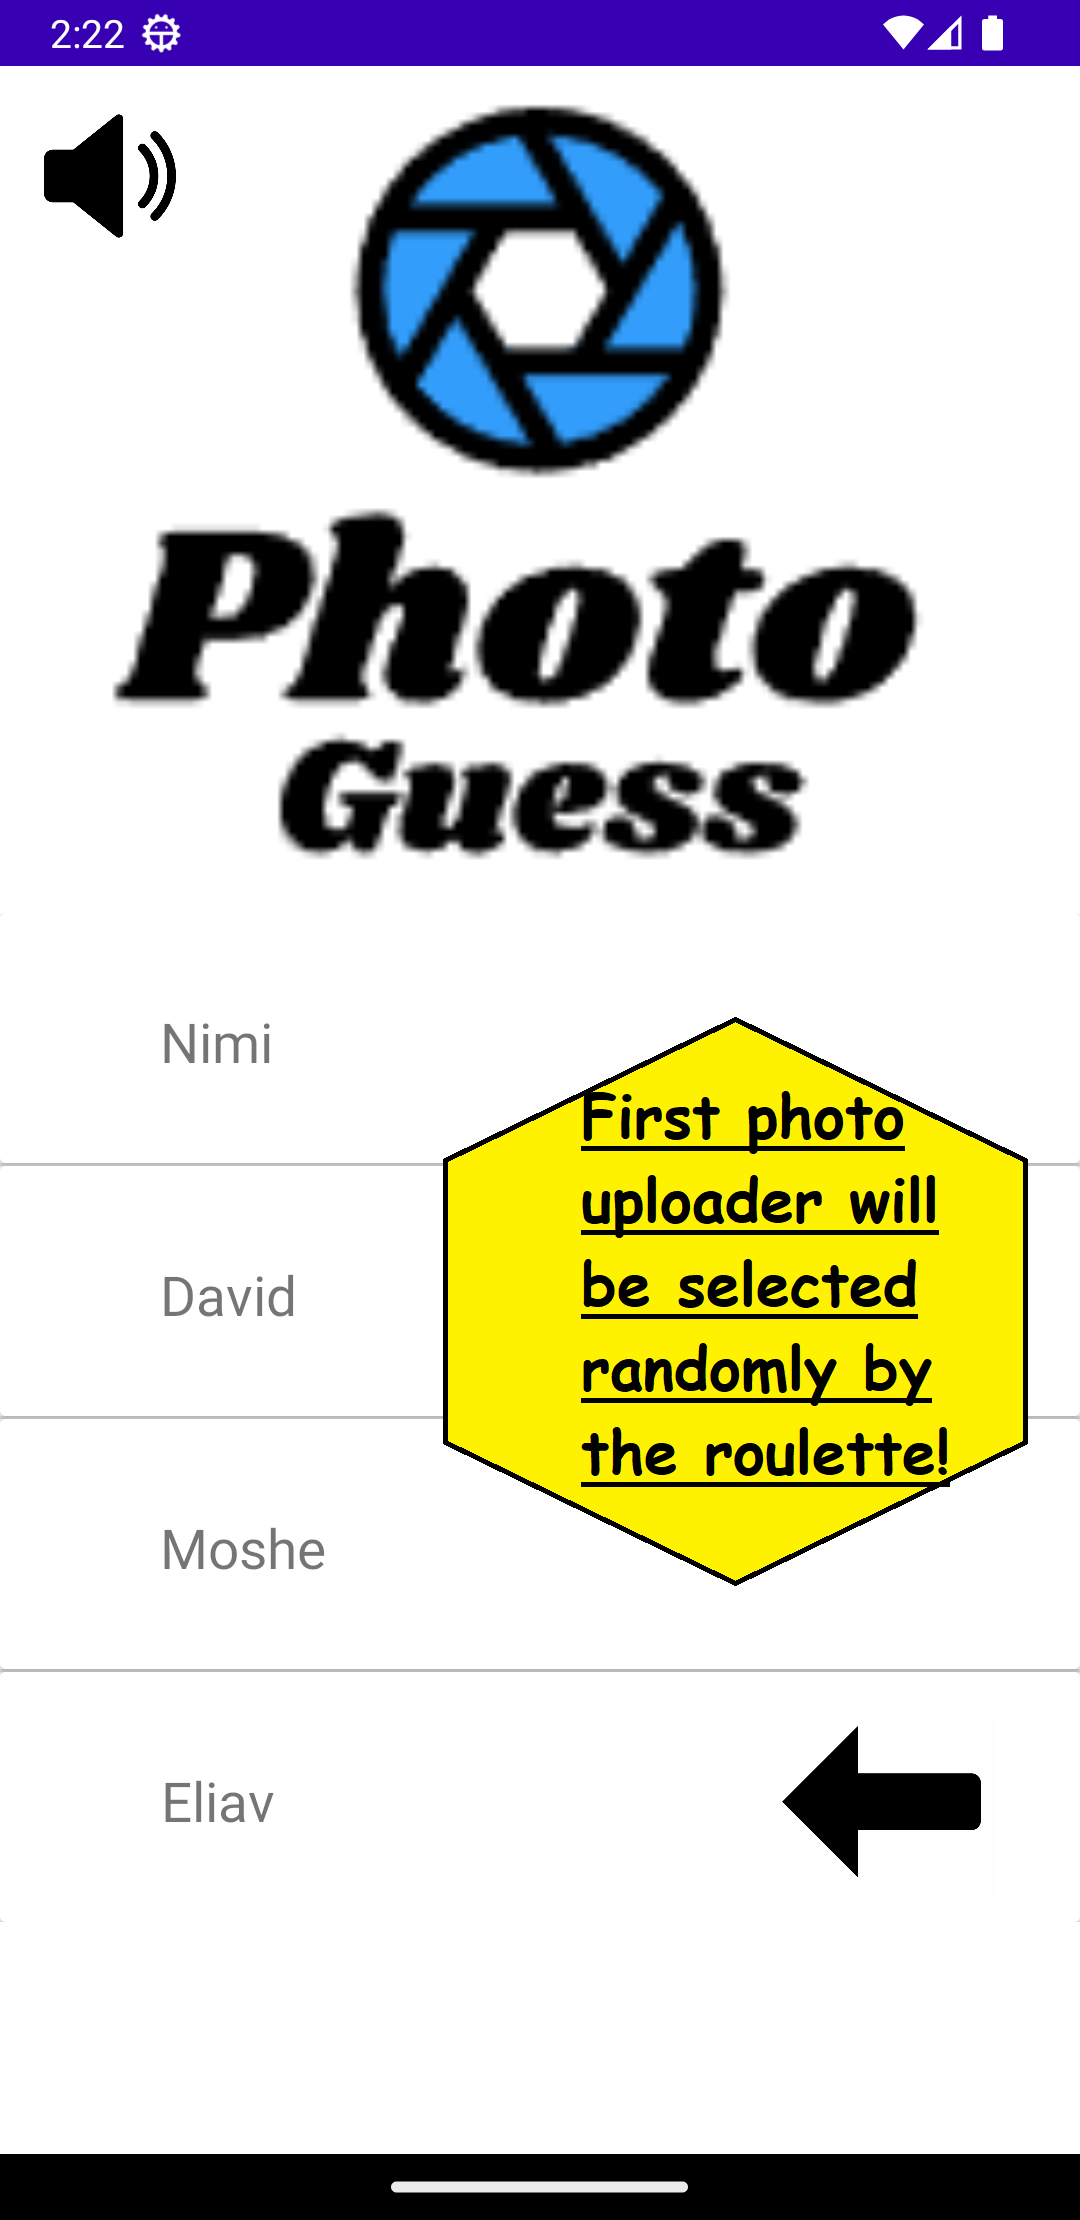 2:22
Photo
Guess
Nimi
First photo
uploader will
be selected
randomly by
the roulette!
David
Moshe
Eliav